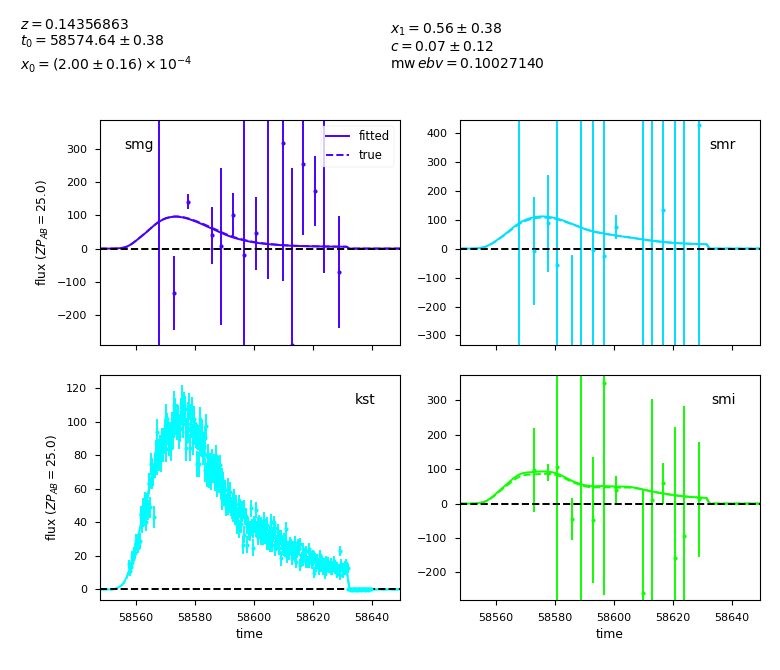 z = 0.14356863
t0 = 58574.64 ± 0.38
x0 = (2.00 ± 0.16) × 10^−4
x1 = 0.56 ± 0.38
c = 0.07 ± 0.12
mw ebv = 0.10027140
smg
fitted
true
300
200
100
0
−100
−200
flux (ZP_AB = 25.0)
smr
400
300
200
100
0
−100
−200
−300
kst
120
100
80
60
40
20
0
flux (ZP_AB = 25.0)
58560 58580 58600 58620 58640
time
smi
300
200
100
0
−100
−200
58560 58580 58600 58620 58640
time